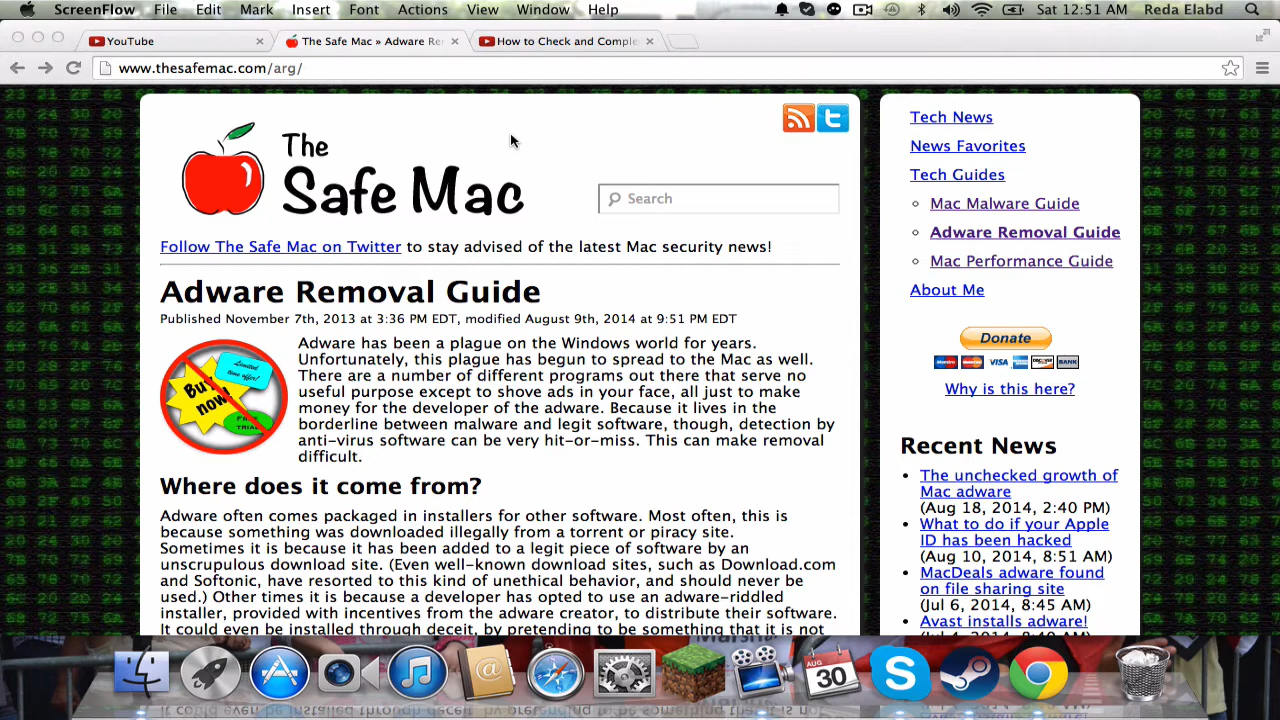 ScreenFlow File Edit Mark Insert Font Actions View Window Help Sat 12:51 AM Reda Elabd
YouTube The Safe Mac » Adware Re How to Check and Comple
www.thesafemac.com/arg/
The
Safe Mac
Search
Follow The Safe Mac on Twitter to stay advised of the latest Mac security news!
Adware Removal Guide
Published November 7th, 2013 at 3:36 PM EDT, modified August 9th, 2014 at 9:51 PM EDT
Buy
now!
Limited
time offer!
FREE
TRIAL
Adware has been a plague on the Windows world for years.
Unfortunately, this plague has begun to spread to the Mac as well.
There are a number of different programs out there that serve no
useful purpose except to shove ads in your face, all just to make
money for the developer of the adware. Because it lives in the
borderline between malware and legit software, though, detection by
anti-virus software can be very hit-or-miss. This can make removal
difficult.
Where does it come from?
Adware often comes packaged in installers for other software. Most often, this is
because something was downloaded illegally from a torrent or piracy site.
Sometimes it is because it has been added to a legit piece of software by an
unscrupulous download site. (Even well-known download sites, such as Download.com
and Softonic, have resorted to this kind of unethical behavior, and should never be
used.) Other times it is because a developer has opted to use an adware-riddled
installer, provided with incentives from the adware creator, to distribute their software.
It could even be installed through deceit, by pretending to be something that it is not
Tech News
News Favorites
Tech Guides
Mac Malware Guide
Adware Removal Guide
Mac Performance Guide
About Me
Donate
VISA DISCOVER BANK
Why is this here?
Recent News
The unchecked growth of
Mac adware
(Aug 18, 2014, 2:40 PM)
What to do if your Apple
ID has been hacked
(Aug 10, 2014, 8:51 AM)
MacDeals adware found
on file sharing site
(Jul 6, 2014, 8:45 AM)
Avast installs adware!
AUG
30